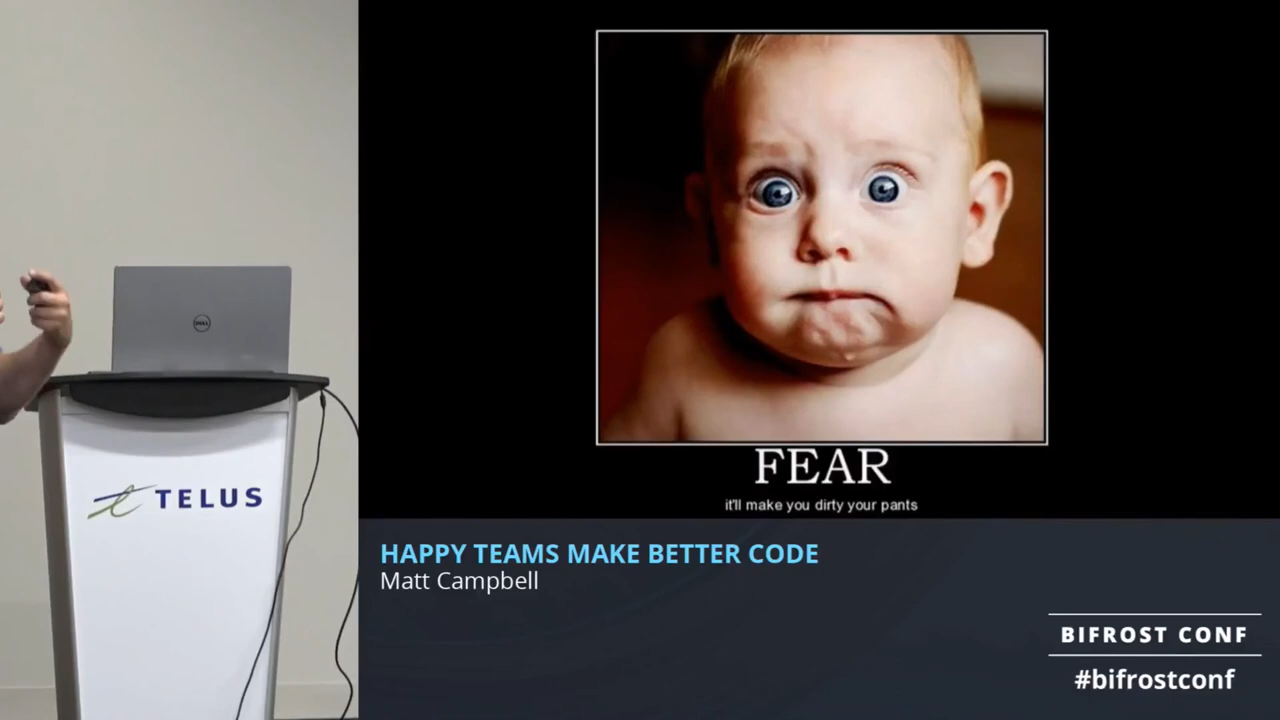 DELL
TELUS
FEAR
it'll make you dirty your pants
HAPPY TEAMS MAKE BETTER CODE
Matt Campbell
BIFROST CONF
#bifrostconf